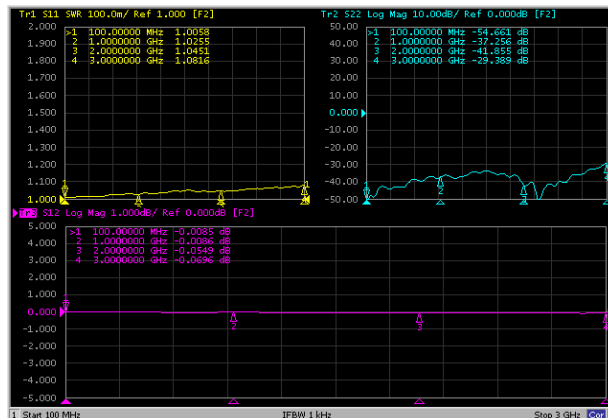 Tr1 S11 SWR 100.0m/ Ref 1.000 [F2]
2.000
1.900
1.800
1.700
1.600
1.500
1.400
1.300
1.200
1.100
1.000
>1 100.00000 MHz 1.0058
2 1.0000000 GHz 1.0255
3 2.0000000 GHz 1.0451
4 3.0000000 GHz 1.0816
Tr2 S22 Log Mag 10.00dB/ Ref 0.000dB [F2]
50.00
40.00
30.00
20.00
10.00
0.000
-10.00
-20.00
-30.00
-40.00
-50.00
>1 100.00000 MHz -54.661 dB
2 1.0000000 GHz -37.256 dB
3 2.0000000 GHz -41.855 dB
4 3.0000000 GHz -29.389 dB
Tr3 S12 Log Mag 1.000dB/ Ref 0.000dB [F2]
5.000
4.000
3.000
2.000
1.000
0.000
-1.000
-2.000
-3.000
-4.000
-5.000
>1 100.00000 MHz -0.0085 dB
2 1.0000000 GHz -0.0086 dB
3 2.0000000 GHz -0.0549 dB
4 3.0000000 GHz -0.0696 dB
2
3
1 Start 100 MHz IFBW 1 kHz Stop 3 GHz Cor